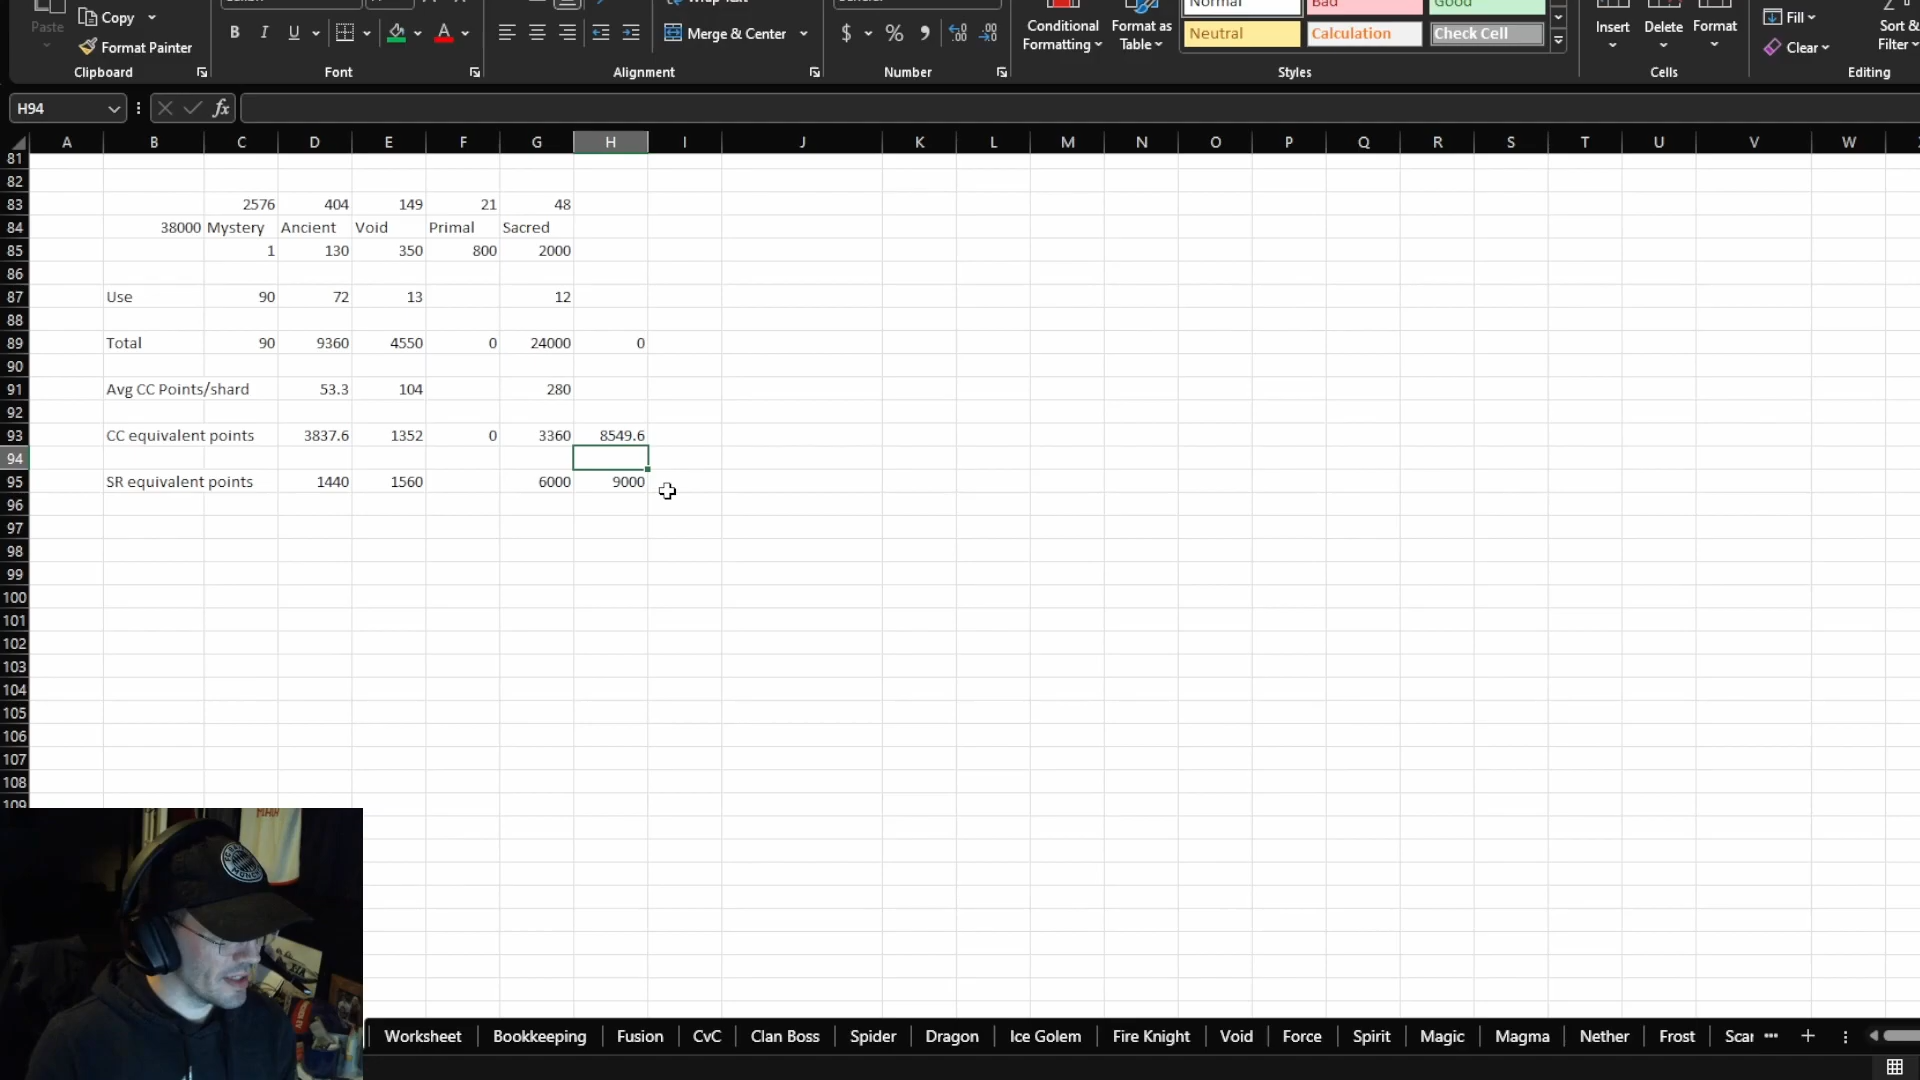 Copy
Format Painter
Clipboard
B I U A
Font
Merge & Center
Alignment
$ %
Number
Conditional Formatting
Format as Table
Normal Bad Good
Neutral Calculation Check Cell
Styles
Insert Delete Format
Cells
Fill
Clear
Sort & Filter
Editing
Paste
H94 fx
A B C D E F G H I J K L M N O P Q R S T U V W
81
82
83 2576 404 149 21 48
84 38000 Mystery Ancient Void Primal Sacred
85 1 130 350 800 2000
86
87 Use 90 72 13 12
88
89 Total 90 9360 4550 0 24000 0
90
91 Avg CC Points/shard 53.3 104 280
92
93 CC equivalent points 3837.6 1352 0 3360 8549.6
94
95 SR equivalent points 1440 1560 6000 9000
96
97
98
99
100
101
102
103
104
105
106
107
108
109
Worksheet Bookkeeping Fusion CvC Clan Boss Spider Dragon Ice Golem Fire Knight Void Force Spirit Magic Magma Nether Frost Scar ... +